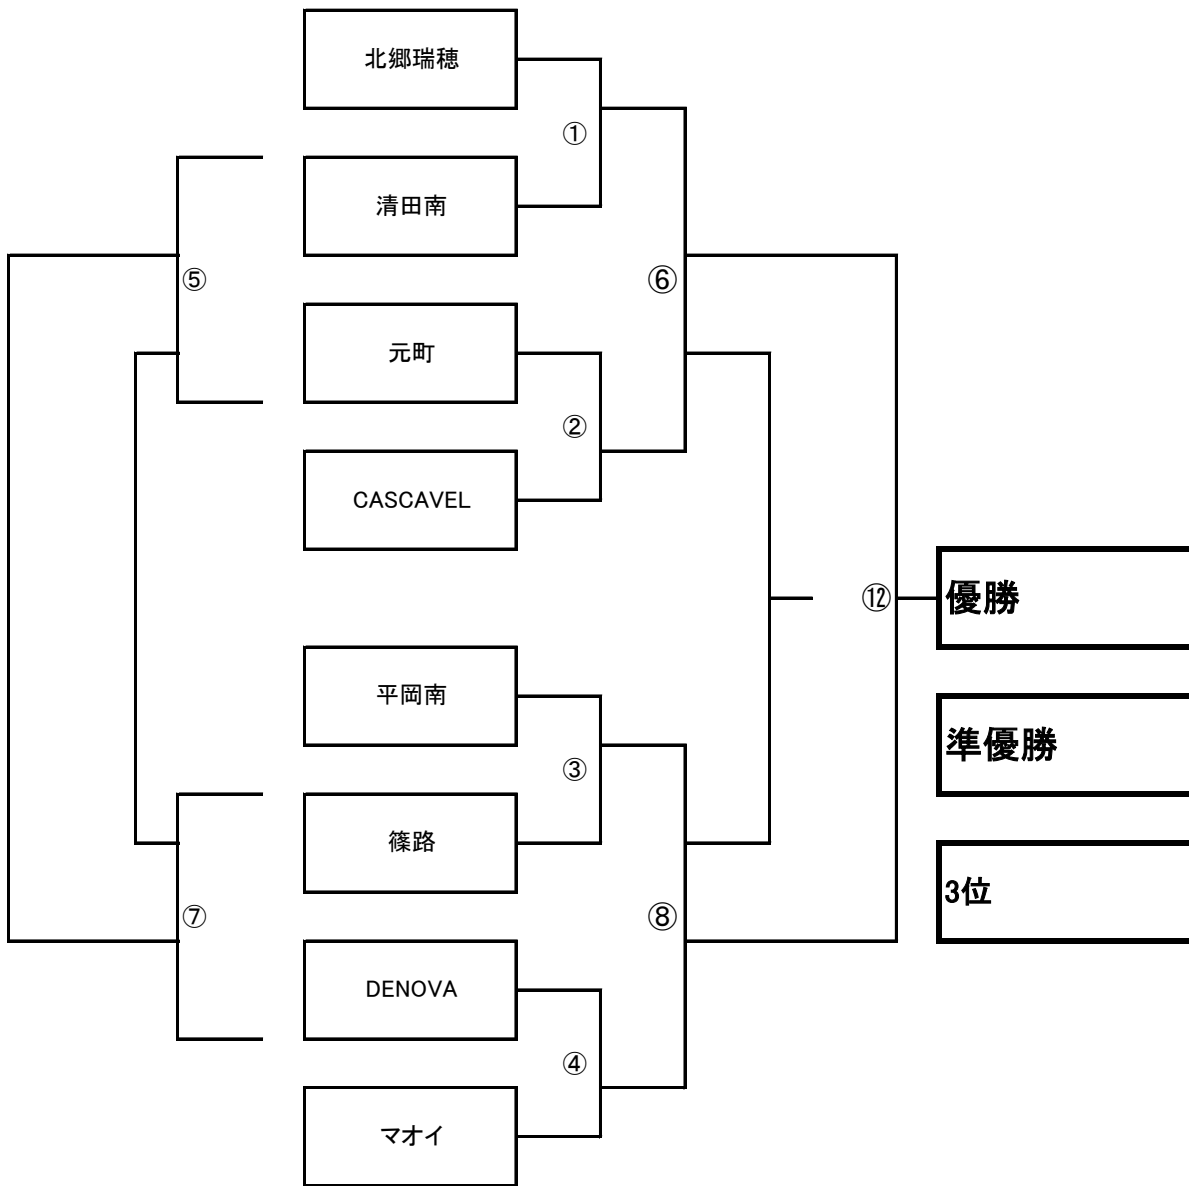 北郷瑞穂
①
清田南
⑤
⑥
元町
②
CASCAVEL
⑫
優勝
平岡南
準優勝
③
篠路
3位
⑦
⑧
DENOVA
④
マオイ